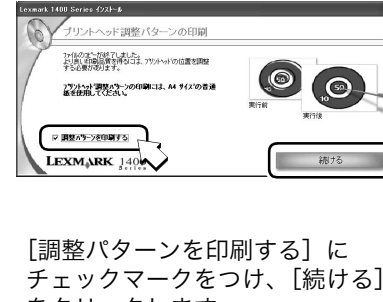 Lexmark 1400 Series インストール
プリントヘッド調整パターンの印刷
ファイルのコピーが終了しました。
より良い印刷品質を得るには、プリントヘッドの位置を調整
する必要があります。
プリントヘッド調整パターンの印刷には、A4 サイズの普通
紙を使用してください。
実行前
実行後
調整パターンを印刷する
続ける
LEXMARK 1400
Series
[調整パターンを印刷する]に
チェックマークをつけ、[続ける]
をクリックします